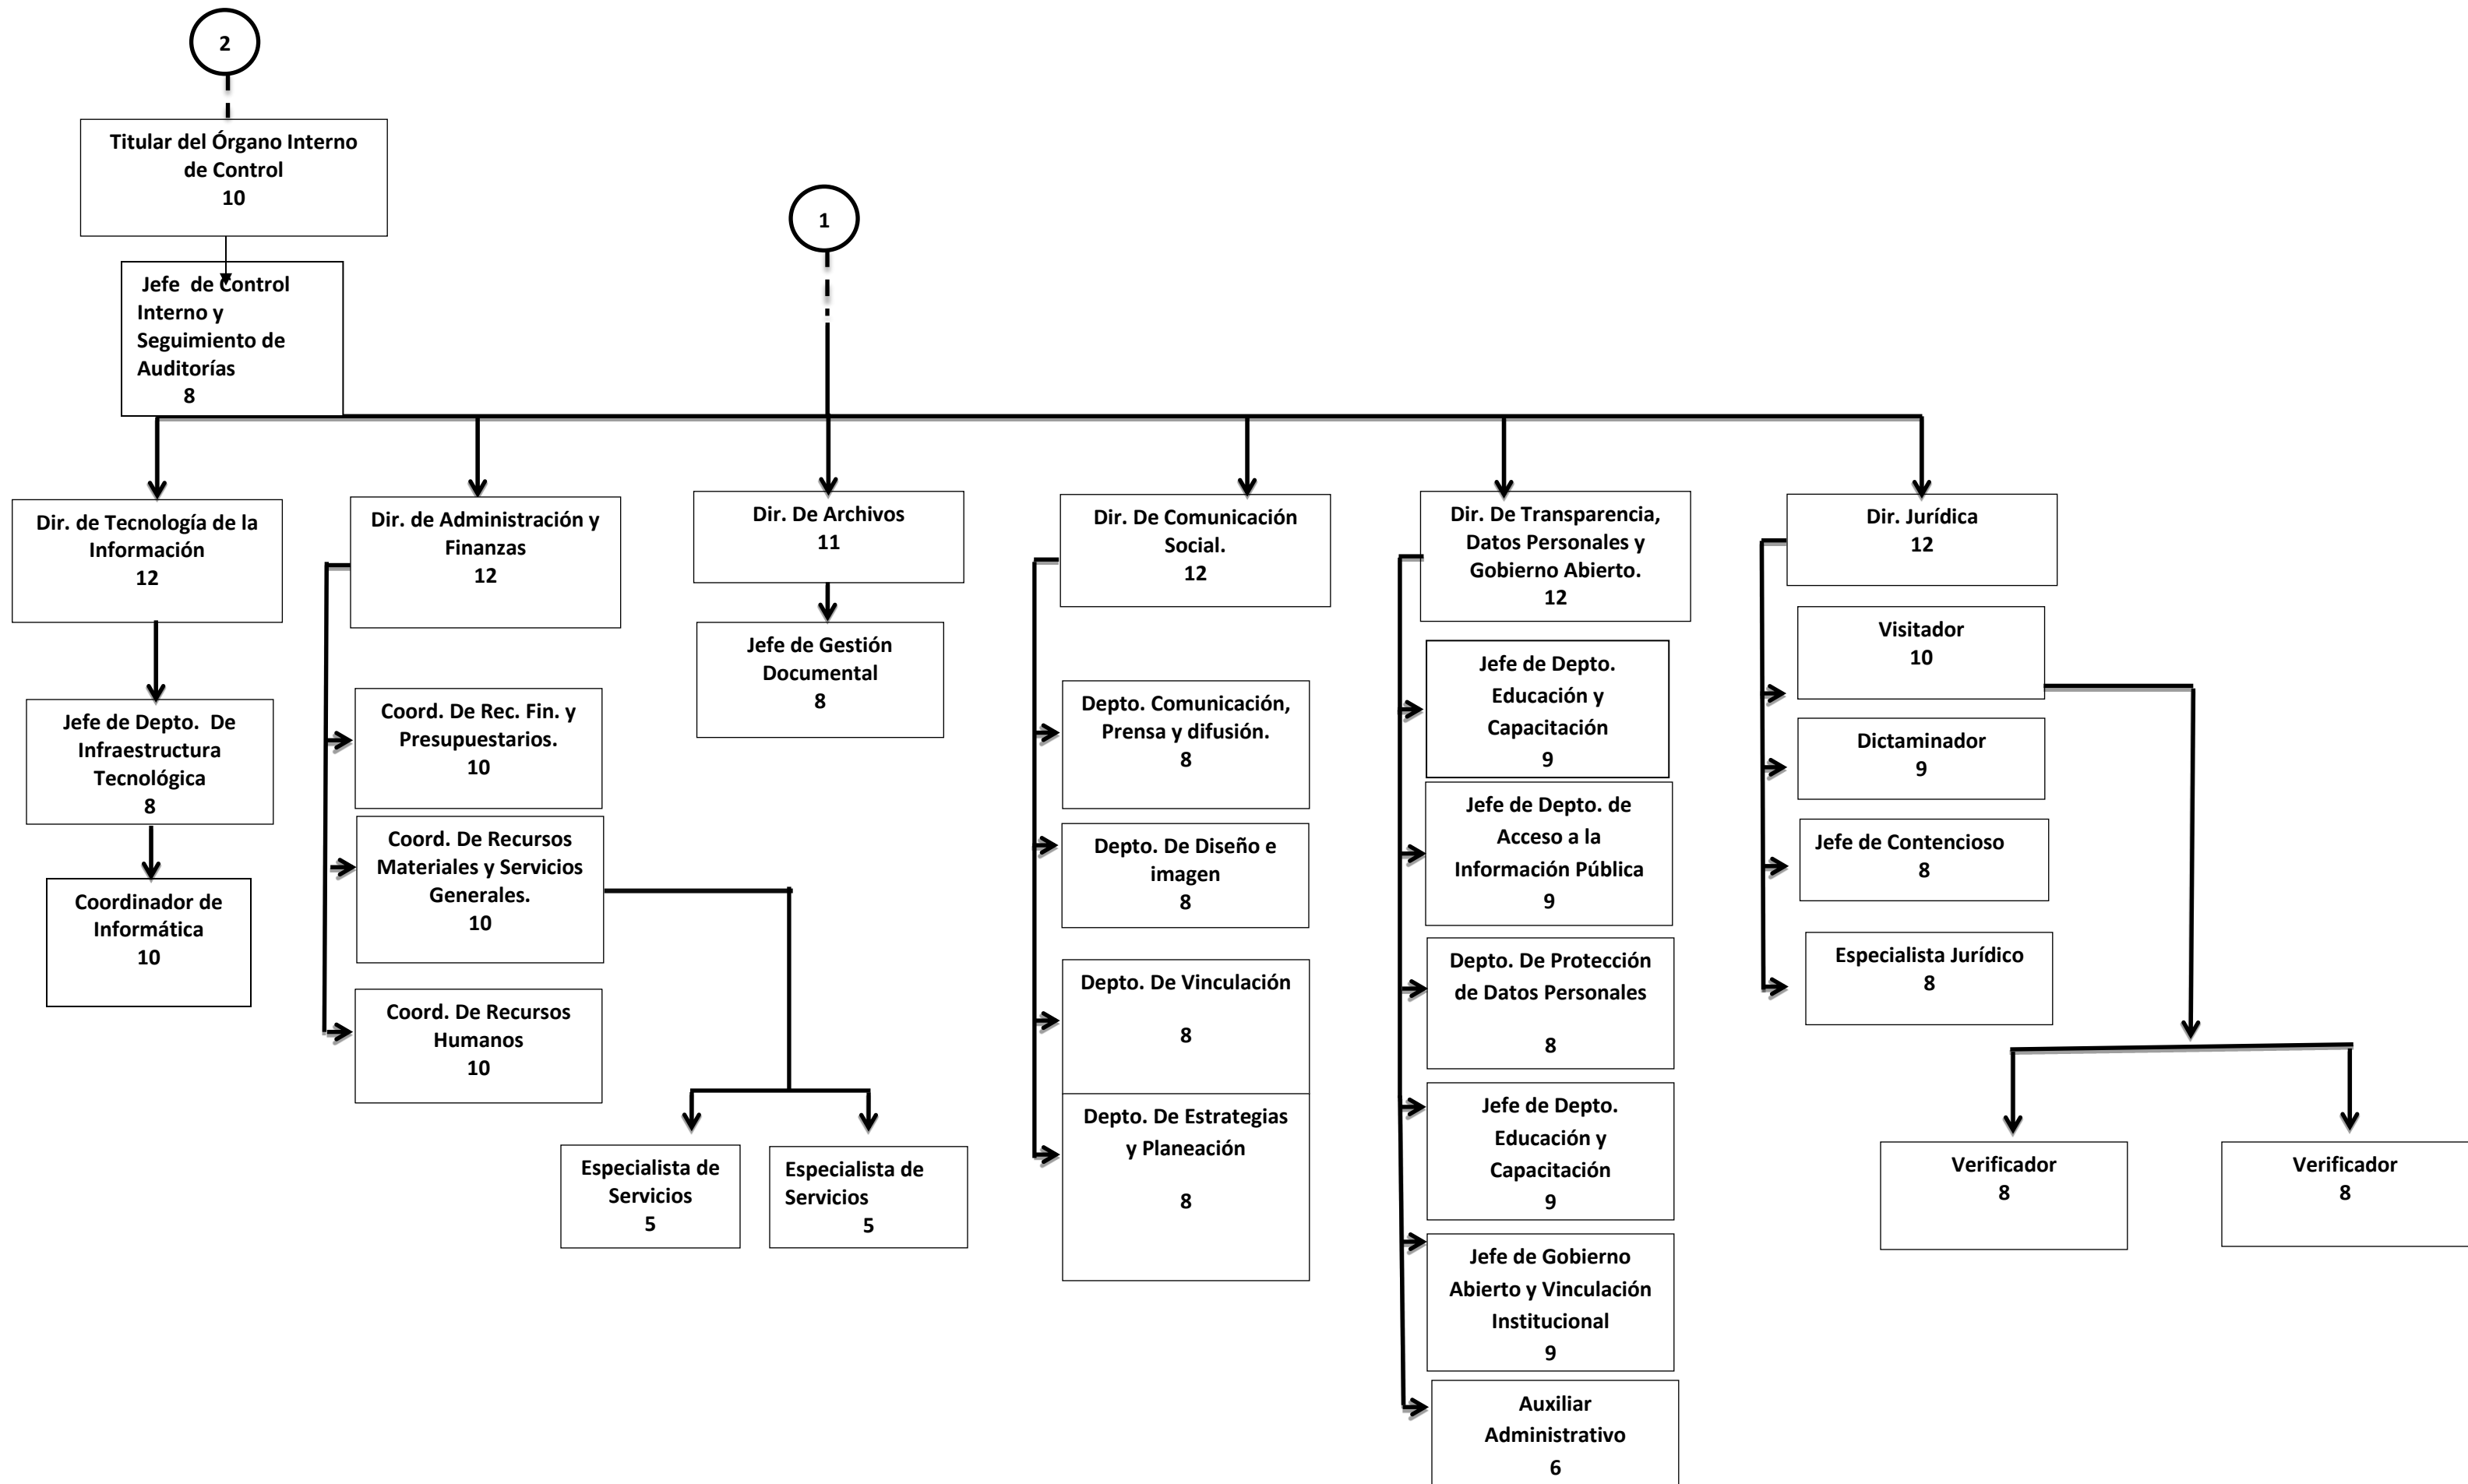 2
Titular del Órgano Interno
de Control
10
1
Jefe  de Control
Interno y
Seguimiento de
Auditorías
8
Dir. de Tecnología de la
Información
12
Jefe de Depto.  De
Infraestructura
Tecnológica
8
Coordinador de
Informática
10
Dir. de Administración y
Finanzas
12
Coord. De Rec. Fin. y
Presupuestarios.
10
Coord. De Recursos
Materiales y Servicios
Generales.
10
Coord. De Recursos
Humanos
10
Especialista de
Servicios
5
Especialista de
Servicios
5
Dir. De Archivos
11
Jefe de Gestión
Documental
8
Dir. De Comunicación
Social.
12
Depto. Comunicación,
Prensa y difusión.
8
Depto. De Diseño e
imagen
8
Depto. De Vinculación
8
Depto. De Estrategias
y Planeación
8
Dir. De Transparencia,
Datos Personales y
Gobierno Abierto.
12
Jefe de Depto.
Educación y
Capacitación
9
Jefe de Depto. de
Acceso a la
Información Pública
9
Depto. De Protección
de Datos Personales
8
Jefe de Depto.
Educación y
Capacitación
9
Jefe de Gobierno
Abierto y Vinculación
Institucional
9
Auxiliar
Administrativo
6
Dir. Jurídica
12
Visitador
10
Dictaminador
9
Jefe de Contencioso
8
Especialista Jurídico
8
Verificador
8
Verificador
8